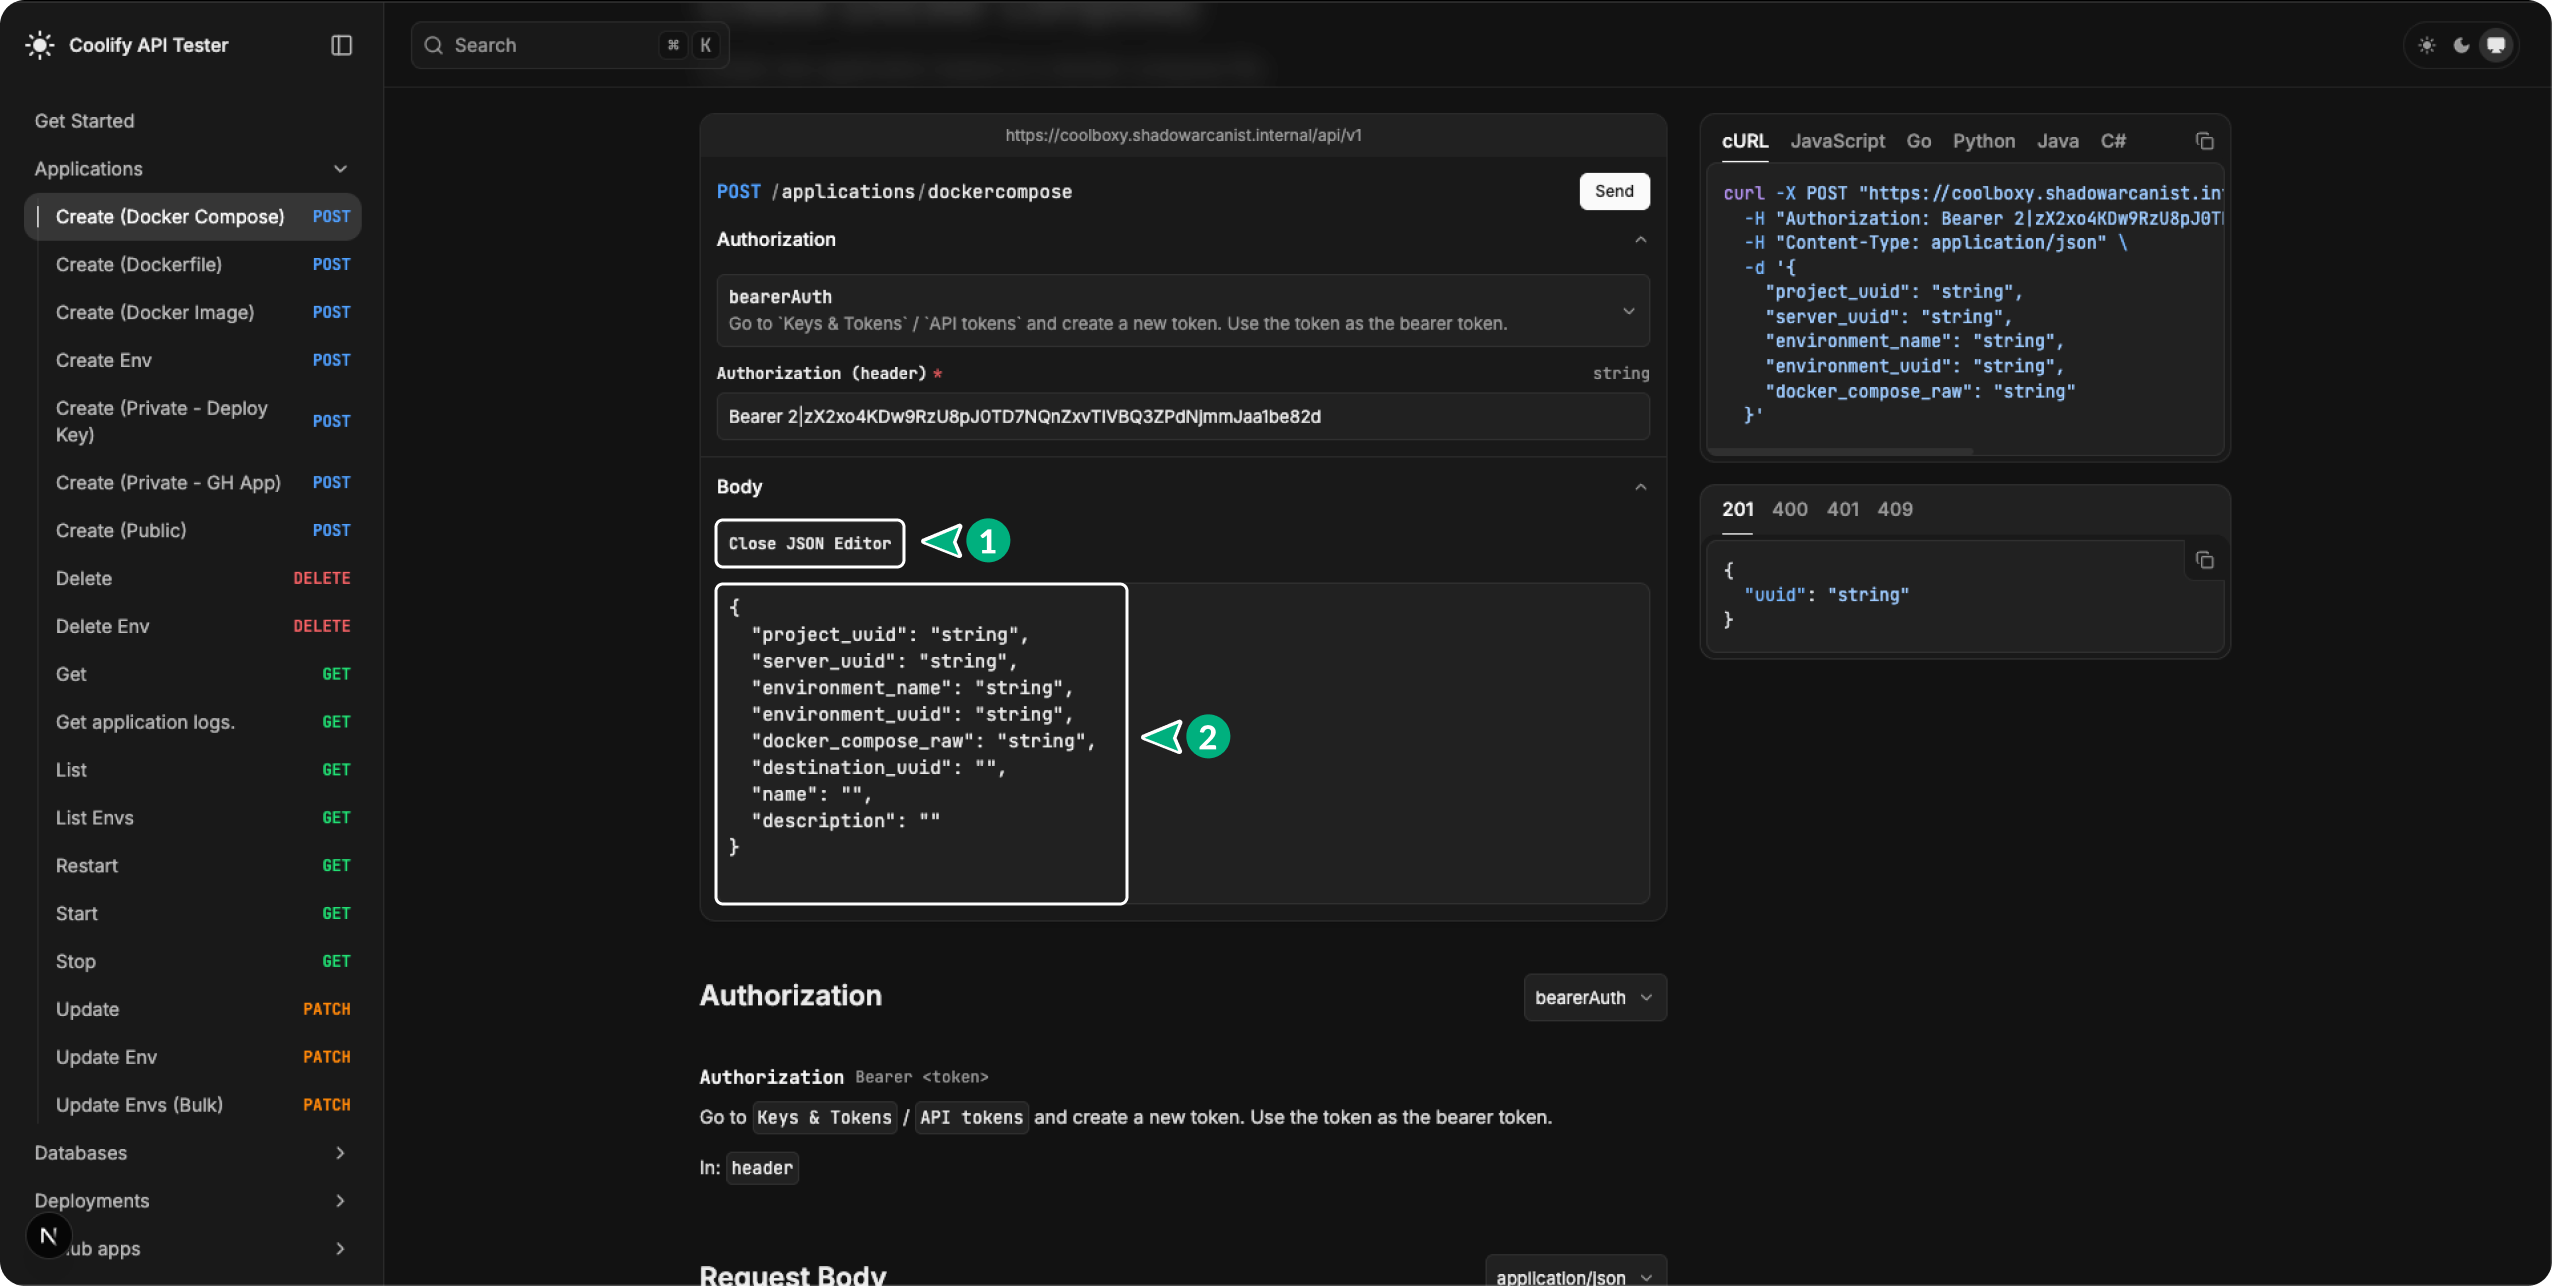 Coolify API Tester
Search
⌘ K
Get Started
Applications
Create (Docker Compose) POST
Create (Dockerfile) POST
Create (Docker Image) POST
Create Env POST
Create (Private - Deploy
Key) POST
Create (Private - GH App) POST
Create (Public) POST
Delete DELETE
Delete Env DELETE
Get GET
Get application logs. GET
List GET
List Envs GET
Restart GET
Start GET
Stop GET
Update PATCH
Update Env PATCH
Update Envs (Bulk) PATCH
Databases
Deployments
N
ub apps
https://coolboxy.shadowarcanist.internal/api/v1
POST /applications/dockercompose
Send
Authorization
bearerAuth
Go to `Keys & Tokens` / `API tokens` and create a new token. Use the token as the bearer token.
Authorization (header) * string
Bearer 2|zX2xo4KDw9RzU8pJ0TD7NQnZxvTIVBQ3ZPdNjmmJaa1be82d
Body
Close JSON Editor
1
{
"project_uuid": "string",
"server_uuid": "string",
"environment_name": "string",
"environment_uuid": "string",
"docker_compose_raw": "string",
"destination_uuid": "",
"name": "",
"description": ""
}
2
Authorization
bearerAuth
Authorization Bearer <token>
Go to Keys & Tokens / API tokens and create a new token. Use the token as the bearer token.
In: header
Request Body
application/json
cURL JavaScript Go Python Java C#
curl -X POST "https://coolboxy.shadowarcanist.in
-H "Authorization: Bearer 2|zX2xo4KDw9RzU8pJ0T
-H "Content-Type: application/json" \
-d '{
"project_uuid": "string",
"server_uuid": "string",
"environment_name": "string",
"environment_uuid": "string",
"docker_compose_raw": "string"
}'
201 400 401 409
{
"uuid": "string"
}